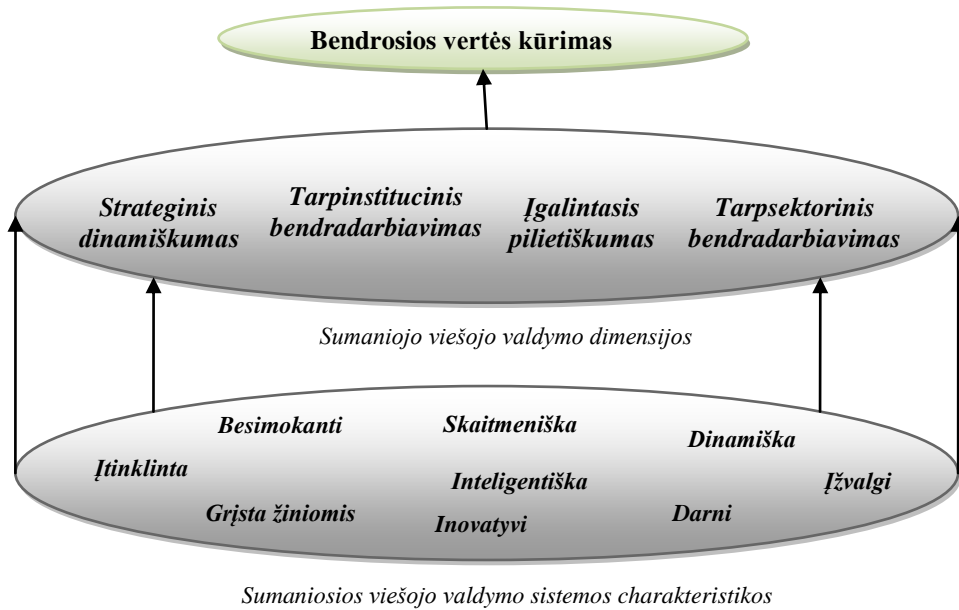 Bendrosios vertės kūrimas
Strateginis
dinamiškumas
Tarpinstitucinis
bendradarbiavimas
Įgalintasis
pilietiškumas
Tarpsektorinis
bendradarbiavimas
Sumaniojo viešojo valdymo dimensijos
Besimokanti
Skaitmeniška
Dinamiška
Įtinklinta
Inteligentiška
Įžvalgi
Grįsta žiniomis
Inovatyvi
Darni
Sumaniosios viešojo valdymo sistemos charakteristikos